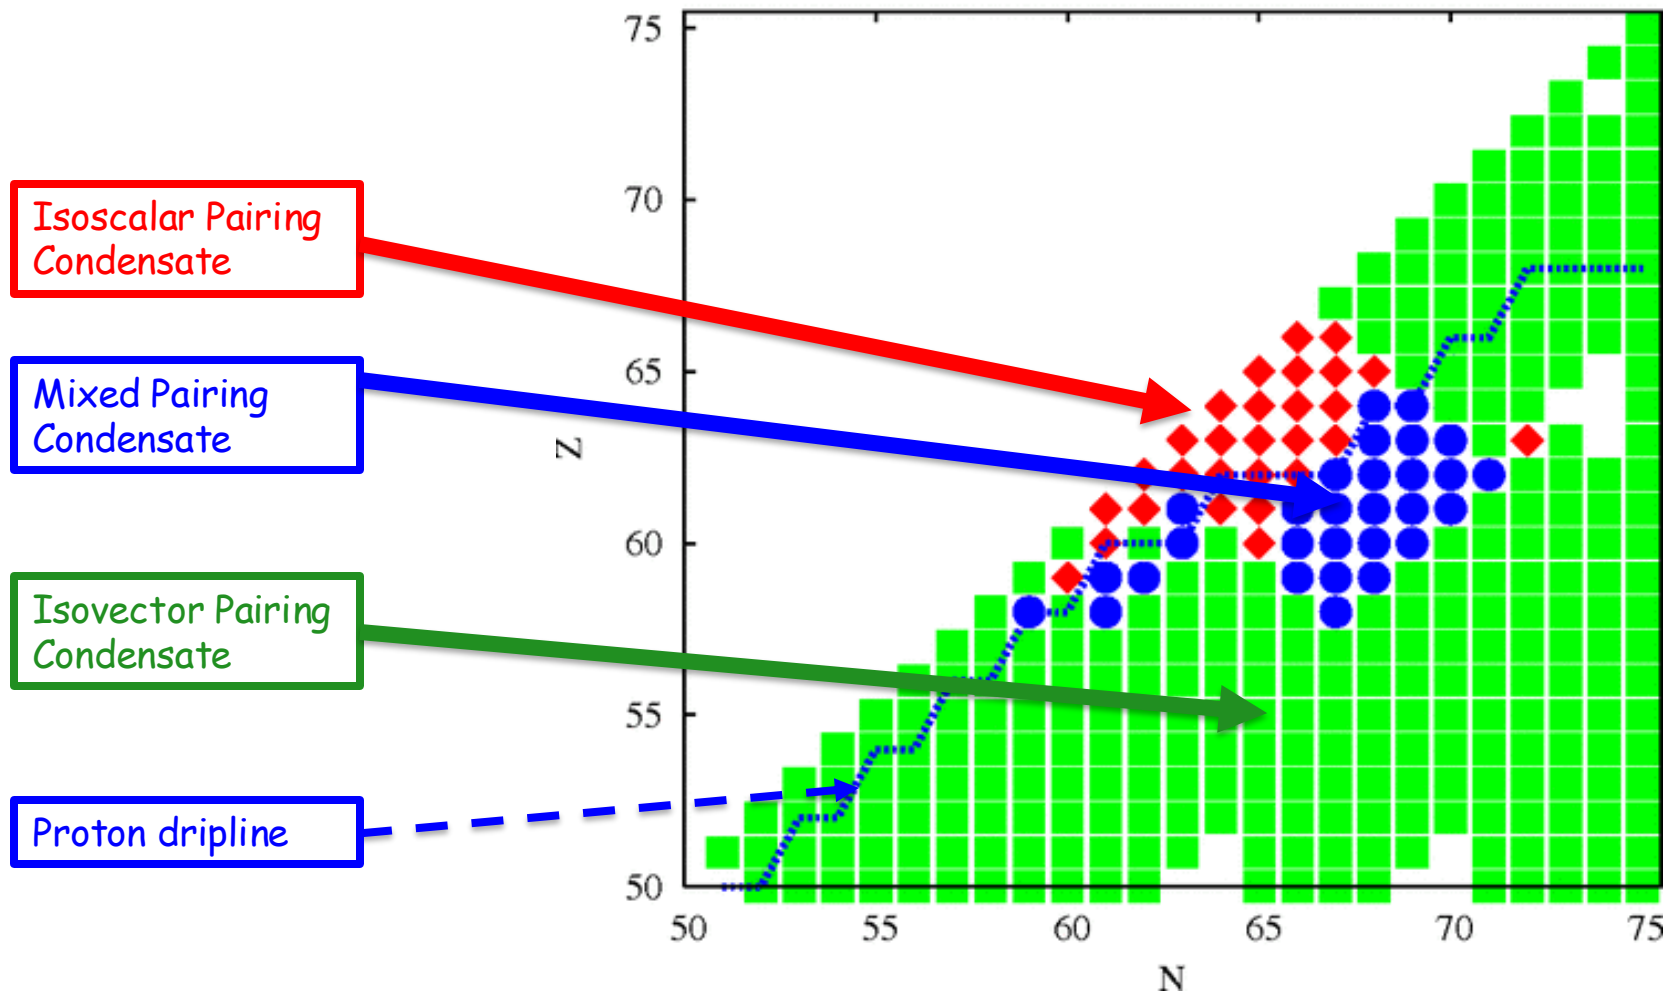 Isoscalar Pairing
Condensate
Mixed Pairing
Condensate
Isovector Pairing
Condensate
Proton dripline
75
70
65
60
55
50
Z
50 55 60 65 70 75
N